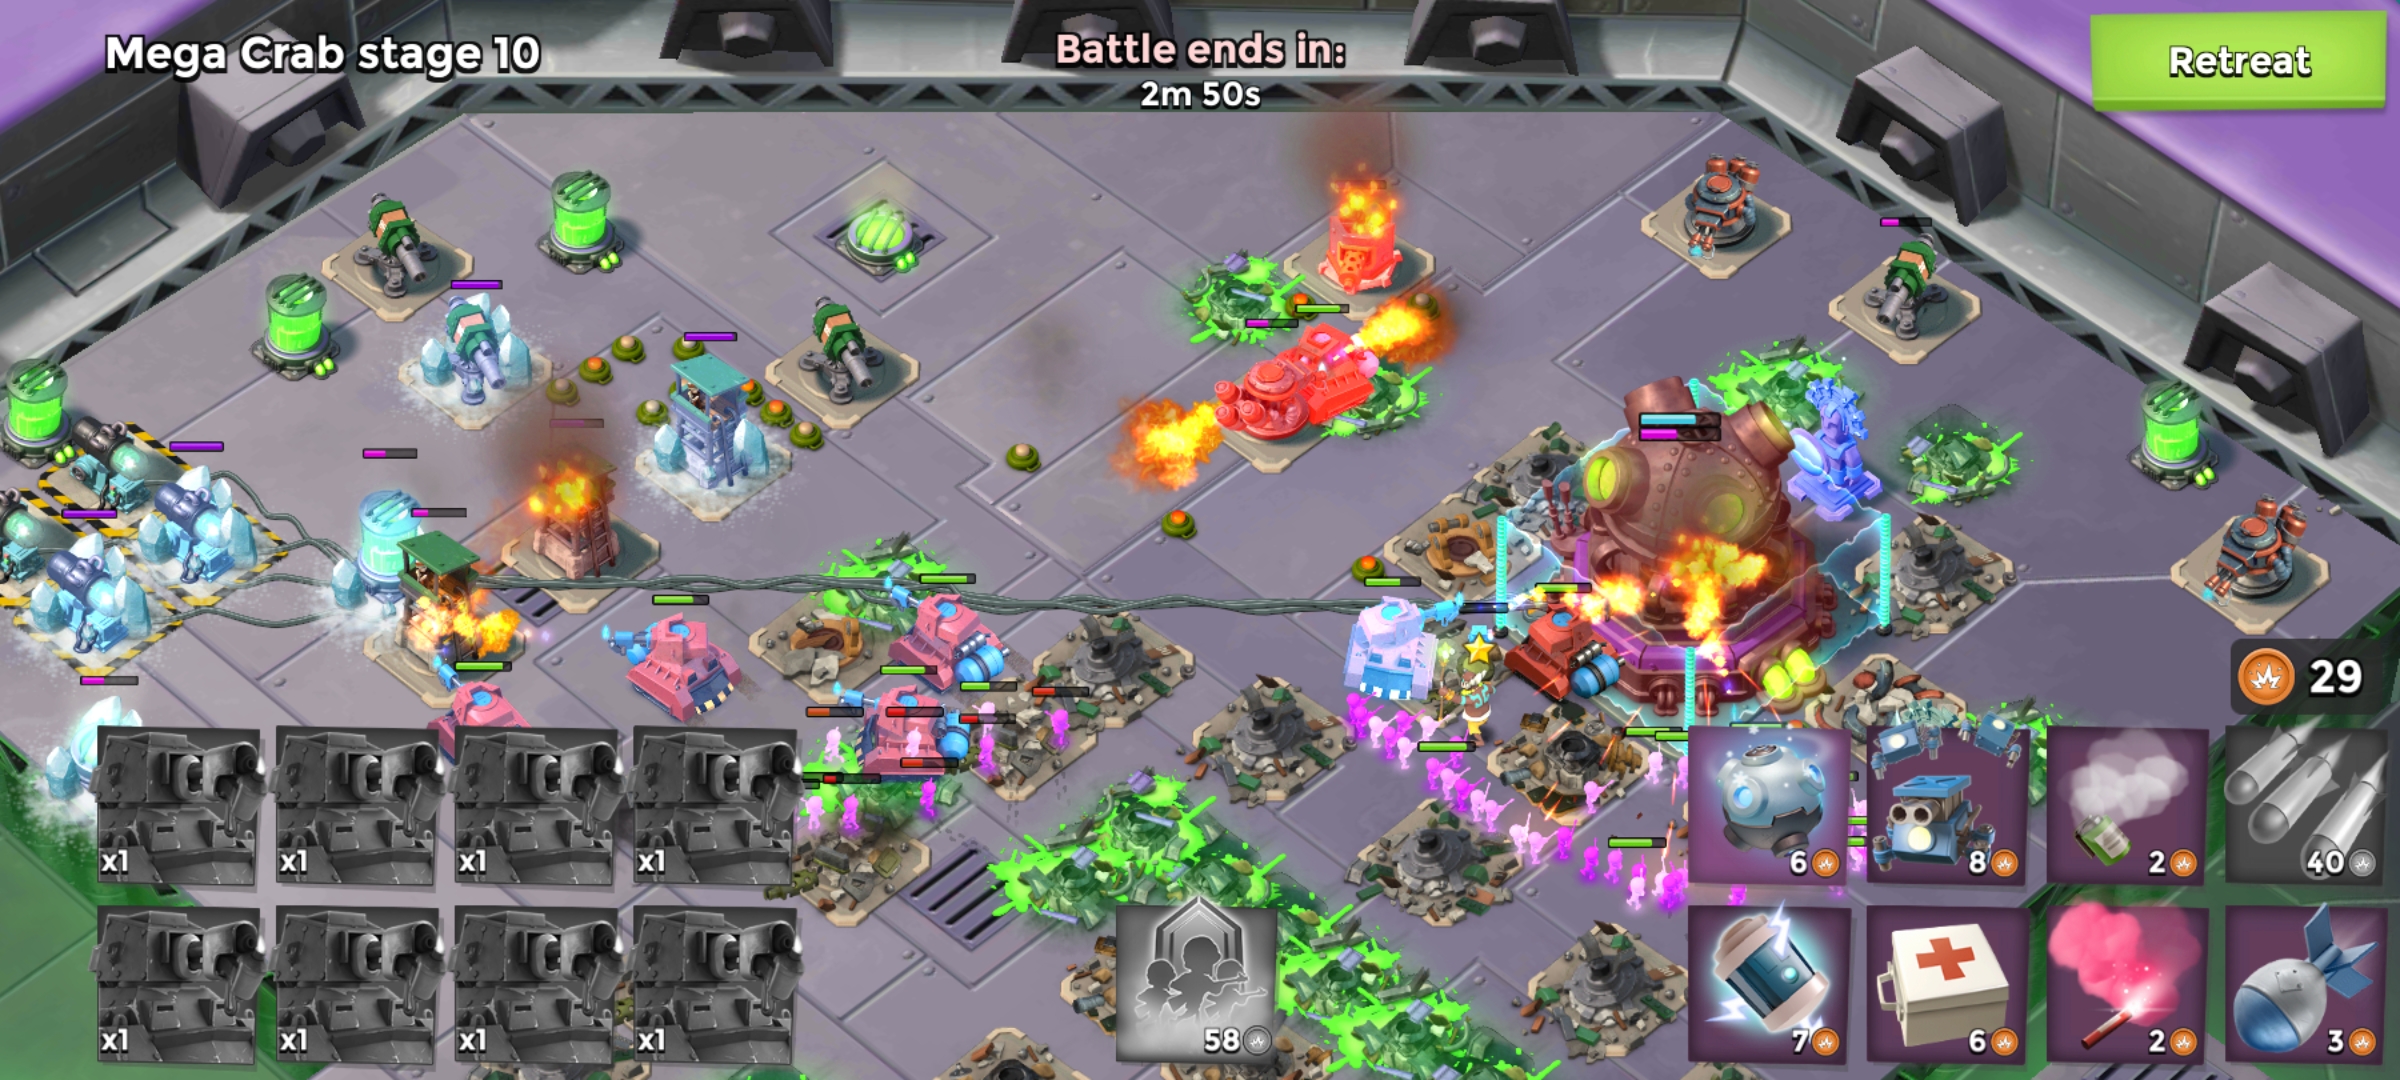 Mega Crab stage 10
Battle ends in:
2m 50s
Retreat
29
x1
x1
x1
x1
6
8
2
40
x1
x1
x1
x1
58
7
6
2
3